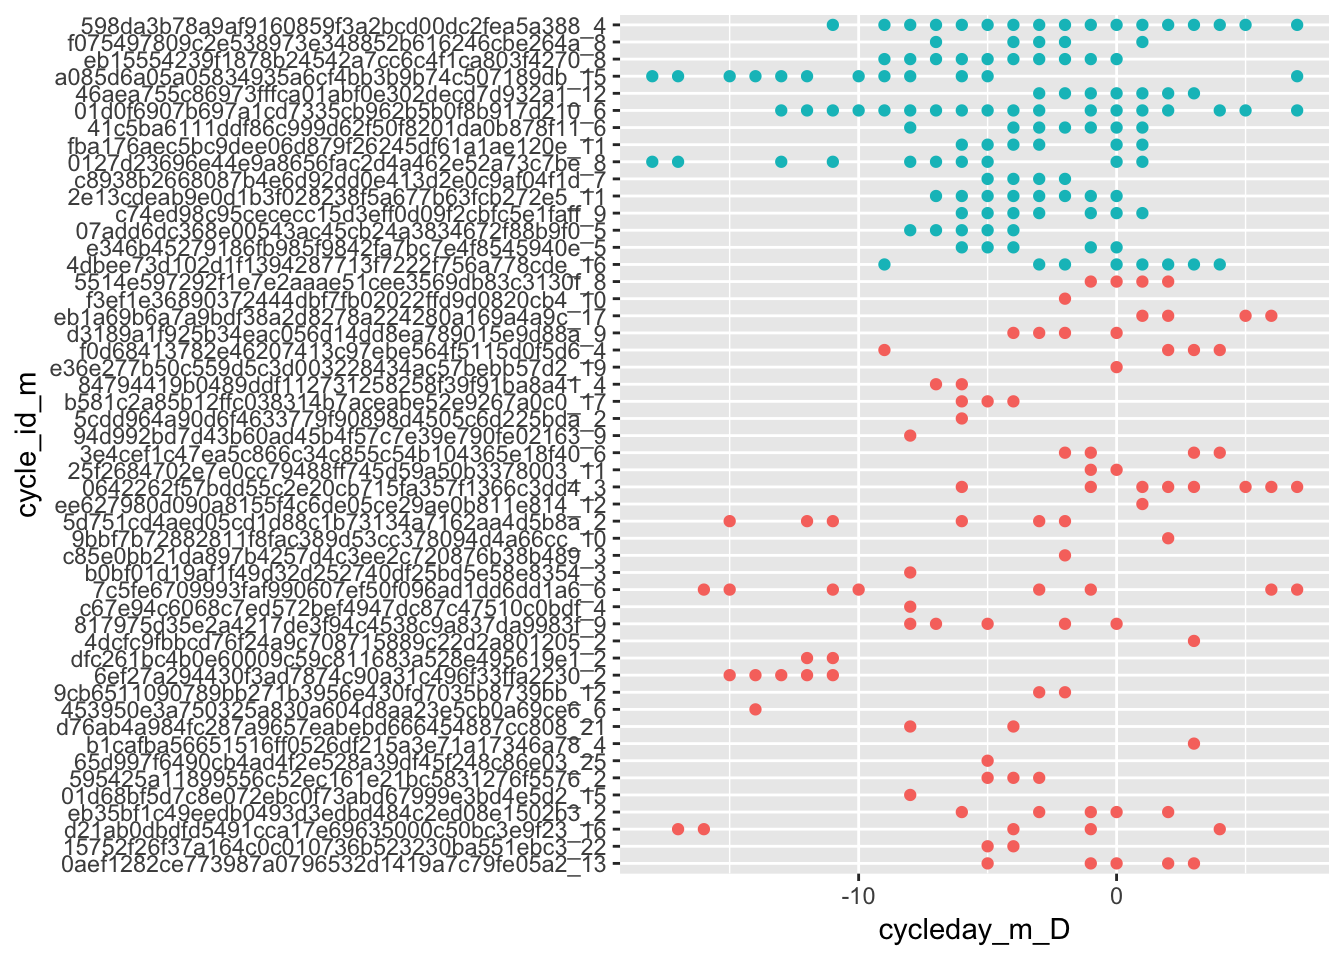 598da3b78a9af9160859f3a2bcd00dc2fea5a388_4
f075497809c2e538973e348852b616246cbe264a_8
eb15554239f1878b24542a7cc6c4f1ca803f4270_8
a085d6a05a05834935a6cf4bb3b9b74c507189db_15
46aea755c86973fffca01abf0e302decd7d932a1_12
01d0f6907b697a1cd7335cb962b5b0f8b917d210_6
41c5ba6111ddf86c999d62f50f8201da0b878f11_6
fba176aec5bc9dee06d879f26245df61a1ae120e_11
0127d23696e44e9a8656fac2d4a462e52a73c7be_8
c8938b2668087b4e6d92dd0e413d2e0c9af04f1d_7
2e13cdeab9e0d1b3f028238f5a677b63fcb272e5_11
c74ed98c95cececc15d3eff0d09f2cbfc5e1faff_9
07add6dc368e00543ac45cb24a3834672f88b9f0_5
e346b45279186fb985f9842fa7bc7e4f8545940e_5
4dbee73d102d1f1394287713f7222f756a778cde_16
5514e597292f1e7e2aaae51cee3569db83c3130f_8
f3ef1e36890372444dbf7fb02022ffd9d0820cb4_10
eb1a69b6a7a9bdf38a2d8278a224280a169a4a9c_17
d3189a1f925b34eac056d14dd8ea789015e9d88a_9
f0d68413782e46207413c97ebe564f5115d0f5d6_4
e36e277b50c559d5c3d003228434ac57bebb57d2_19
84794419b0489ddf112731258258f39f91ba8a41_4
b581c2a85b12ffc038314b7aceabe52e9267a0c0_17
5cdd964a90d6f4633779f90898d4505c6d225bda_2
94d992bd7d43b60ad45b4f57c7e39e790fe02163_9
3e4cef1c47ea5c866c34c855c54b104365e18f40_6
25f2684702e7e0cc79488ff745d59a50b3378003_11
0642262f57bdd55c2e20cb715fa357f1366c3dd4_3
ee627980d090a8155f4c6de05ce29ae0b811e814_12
5d751cd4aed05cd1d88c1b73134a7162aa4d5b8a_2
9bbf7b72882811f8fac389d53cc378094d4a66cc_10
c85e0bb21da897b4257d4c3ee2c720876b38b489_3
b0bf01d19af1f49d32d252740df25bd5e58e8354_3
7c5fe6709993faf990607ef50f096ad1dd6dd1a6_6
c67e94c6068c7ed572bef4947dc87c47510c0bdf_4
817975d35e2a4217de3f94c4538c9a837da9983f_9
4dcfc9fbbcd76f24a9c708715889c22d2a801205_2
dfc261bc4b0e60009c59c811683a528e495619e1_2
6ef27a294430f3ad7874c90a31c496f33ffa2230_2
9cb6511090789bb271b3956e430fd7035b8739bb_12
453950e3a750325a830a604d8aa23e5cb0a69ce6_6
d76ab4a984fc287a9657eabebd666454887cc808_21
b1cafba56651516ff0526df215a3e71a17346a78_4
65d997f6490cb4ad4f2e528a39df45f248c86e03_25
595425a11899556c52ec161e21bc5831276f5576_2
01d68bf5d7c8e072ebc0f73abd67999e3bd4e5d2_15
eb35bf1c49eedb0493d3edbd484c2ed08e1502b3_2
d21ab0dbdfd5491cca17e69635000c50bc3e9f23_16
15752f26f37a164c0c010736b523230ba551ebc3_22
0aef1282ce773987a0796532d1419a7c79fe05a2_13
cycle_id_m
-10 0
cycleday_m_D